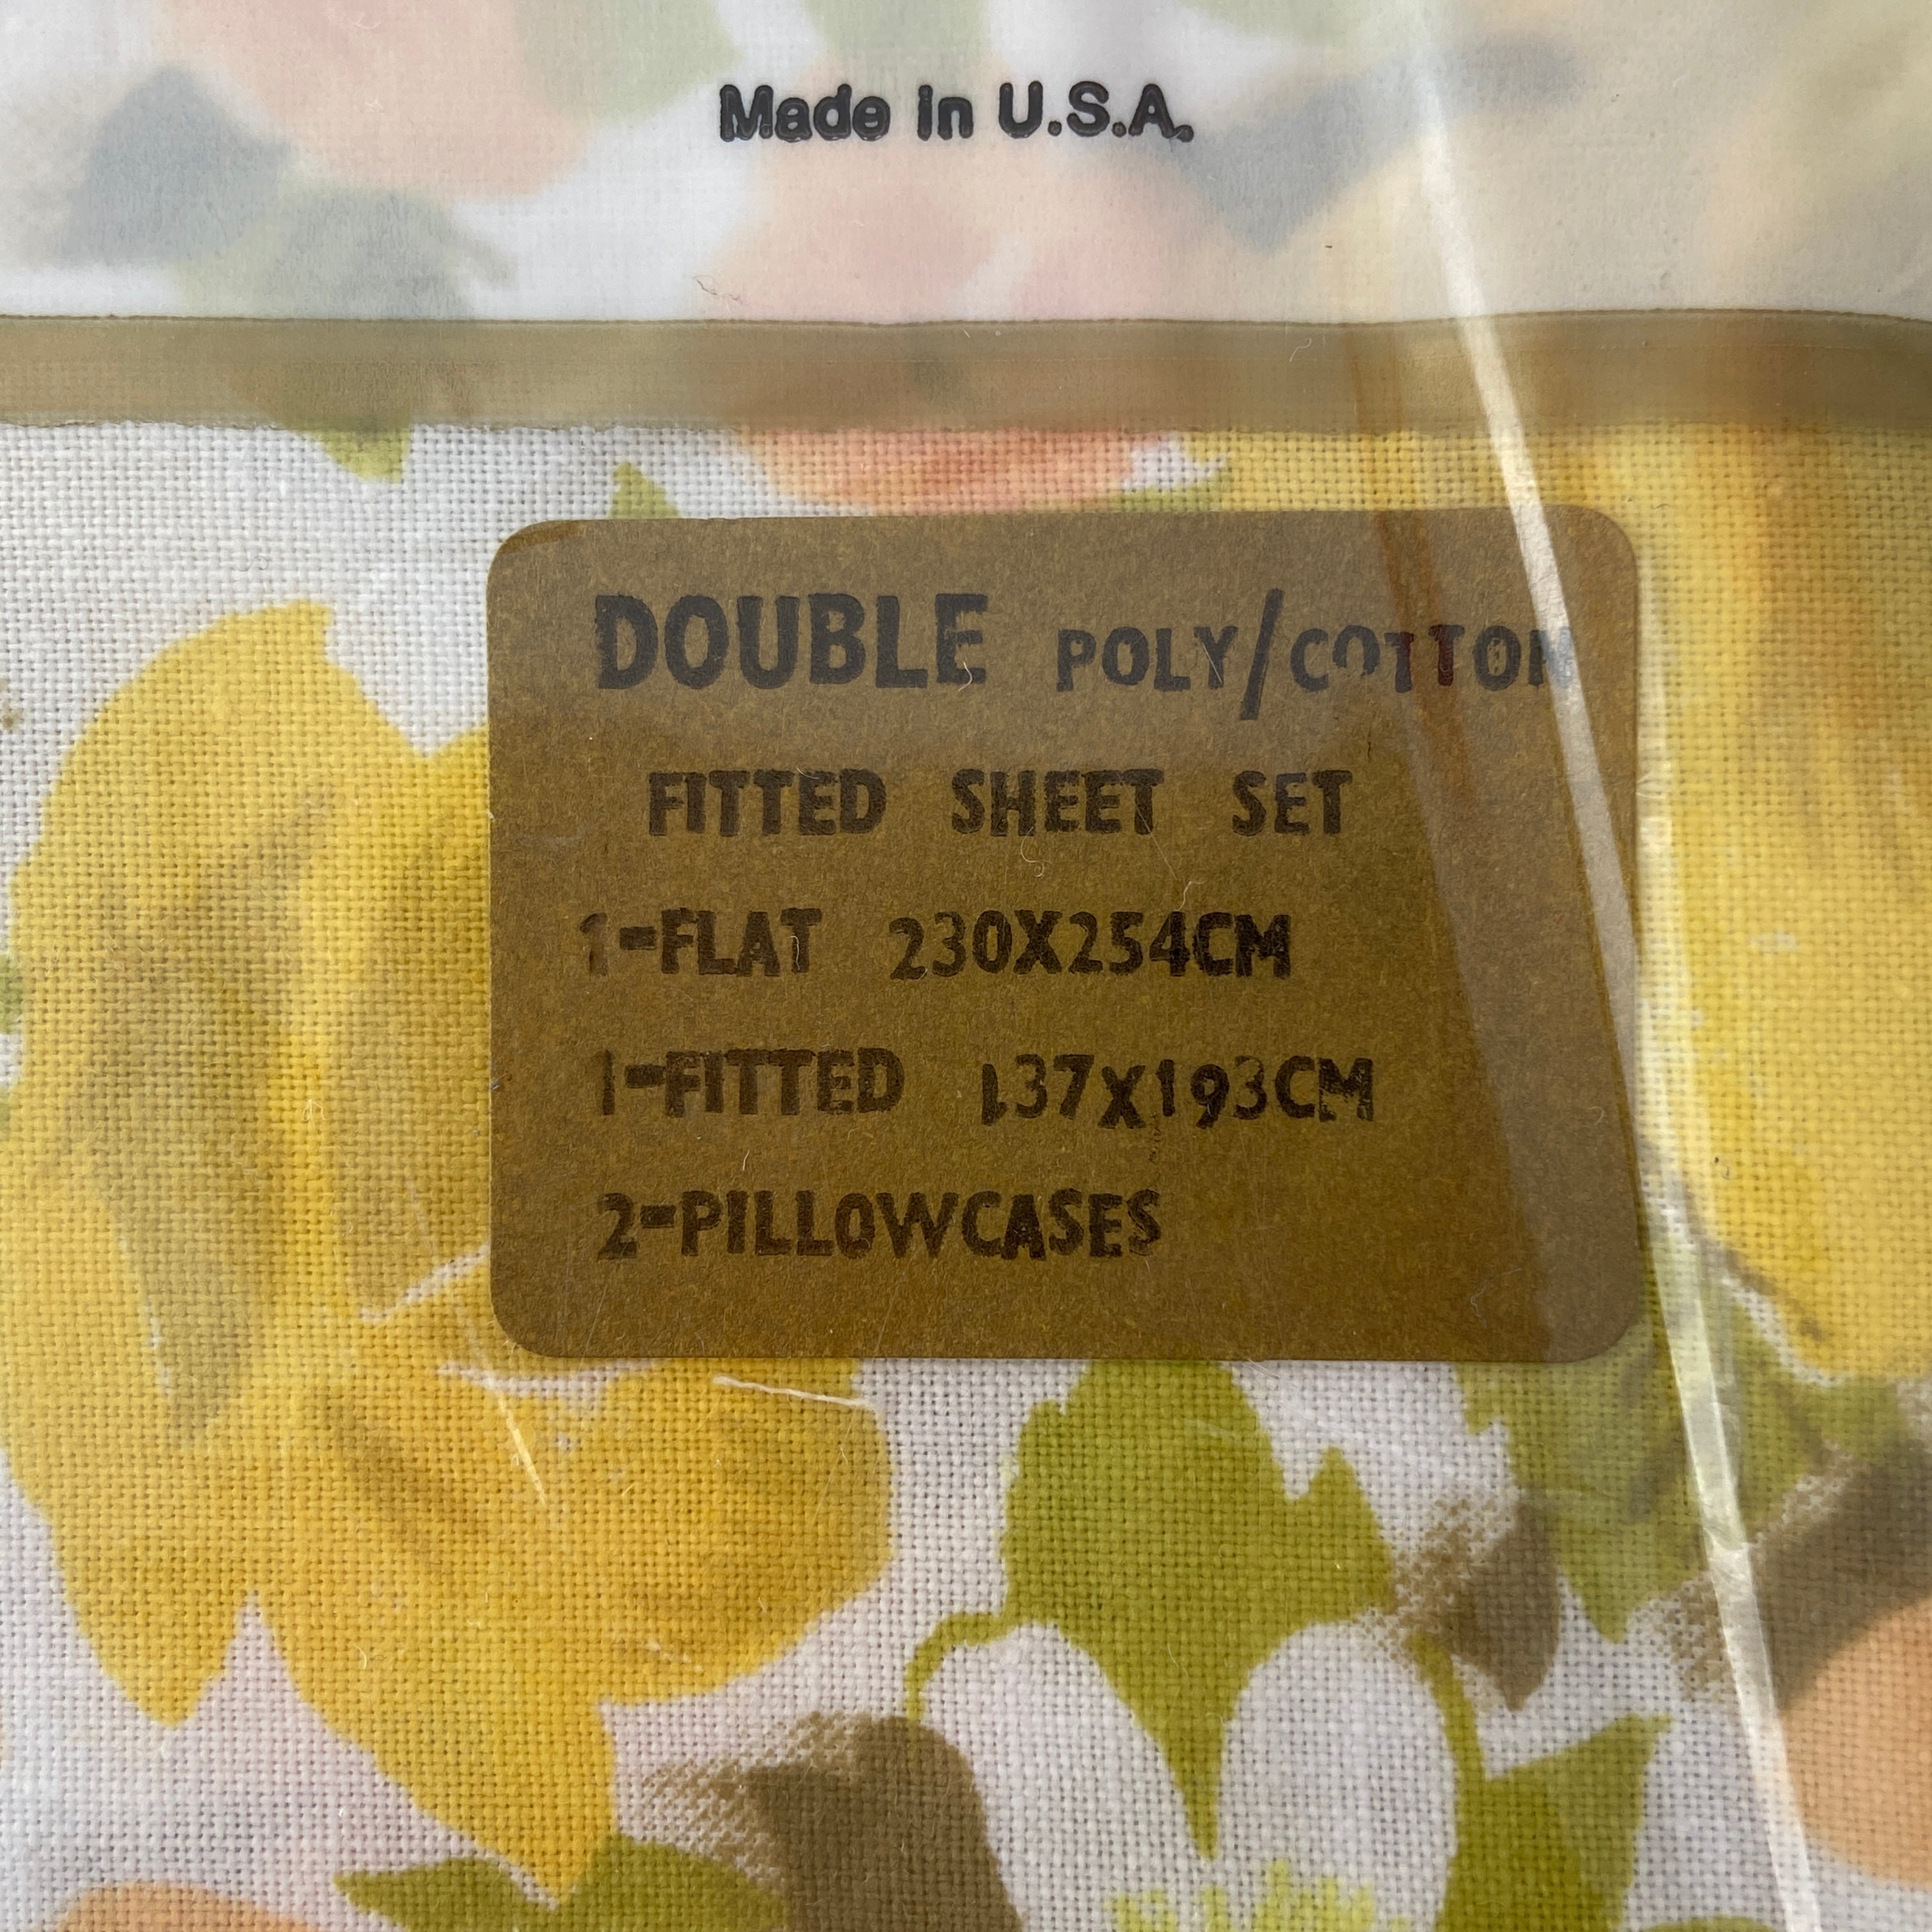 Made in U.S.A.
DOUBLE POLY/COTTON
FITTED SHEET SET
1-FLAT 230X254CM
1-FITTED 137X193CM
2-PILLOWCASES